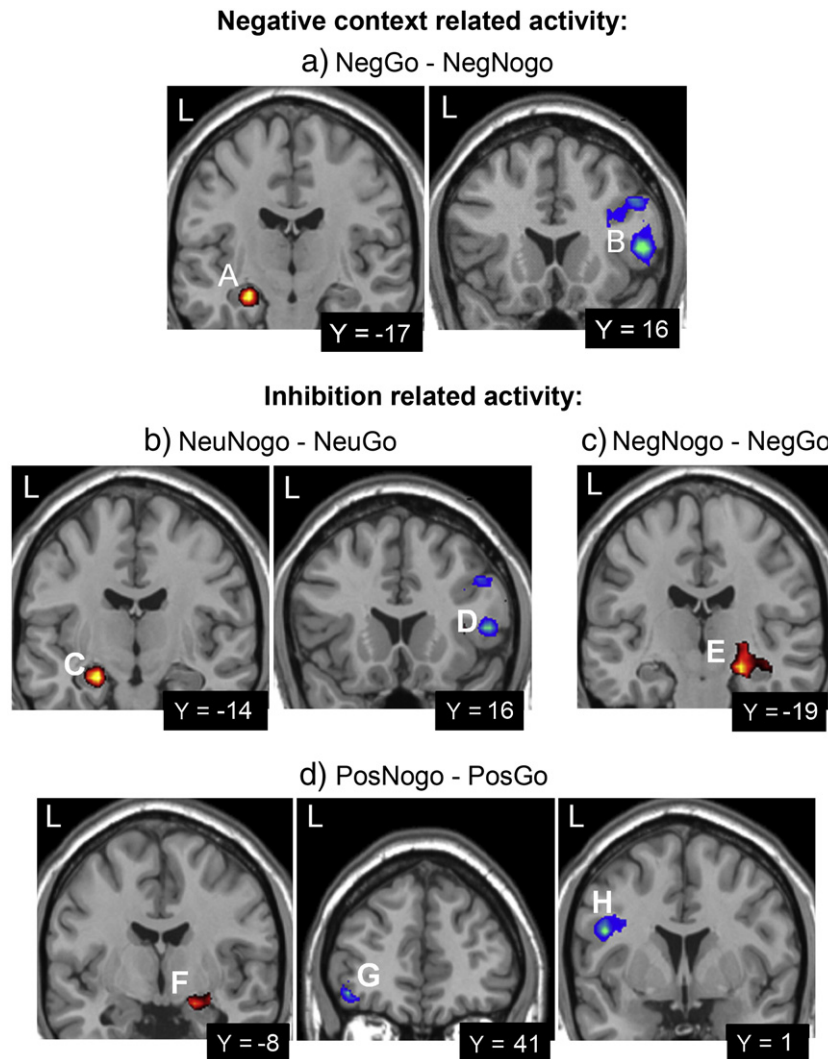 Negative context related activity:
a) NegGo - NegNogo
L L
A B
Y = -17 Y = 16
Inhibition related activity:
b) NeuNogo - NeuGo c) NegNogo - NegGo
L L L
C D E
Y = -14 Y = 16 Y = -19
d) PosNogo - PosGo
L L L
F G H
Y = -8 Y = 41 Y = 1